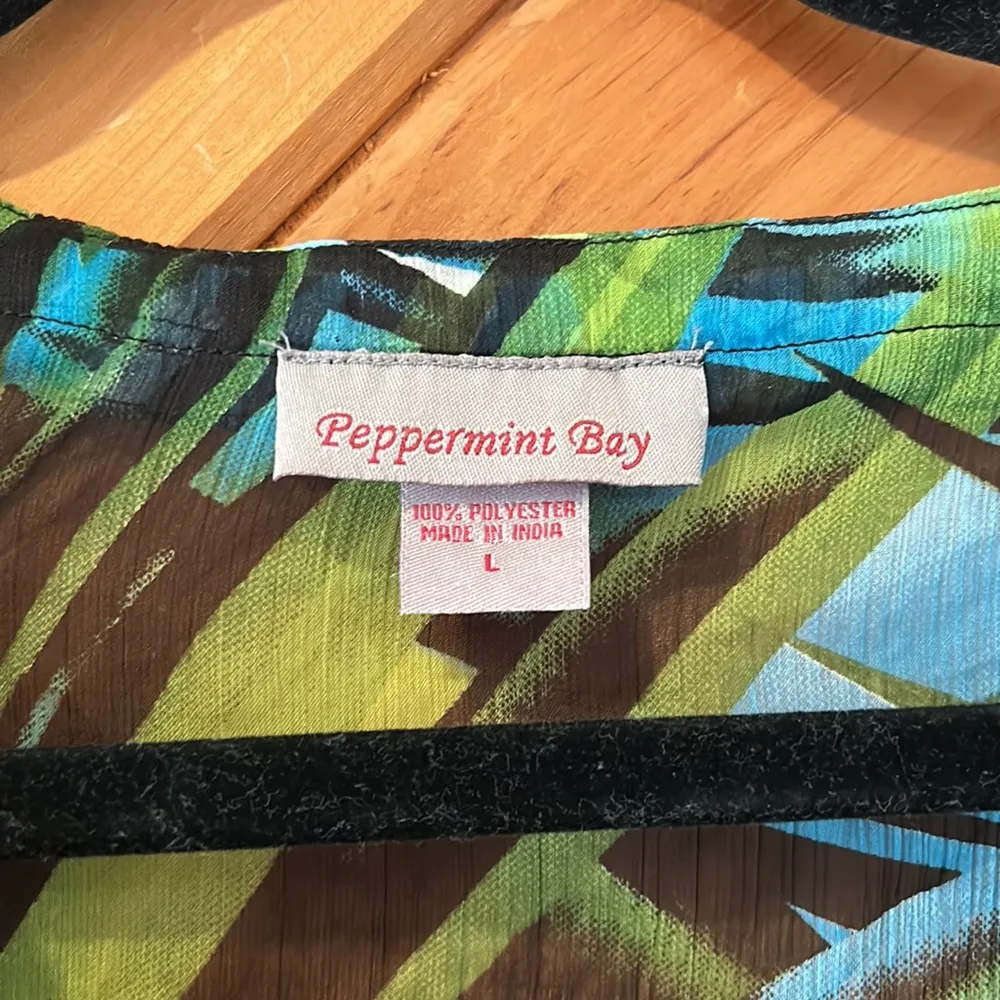 Peppermint Bay
100% POLYESTER
MADE IN INDIA
L